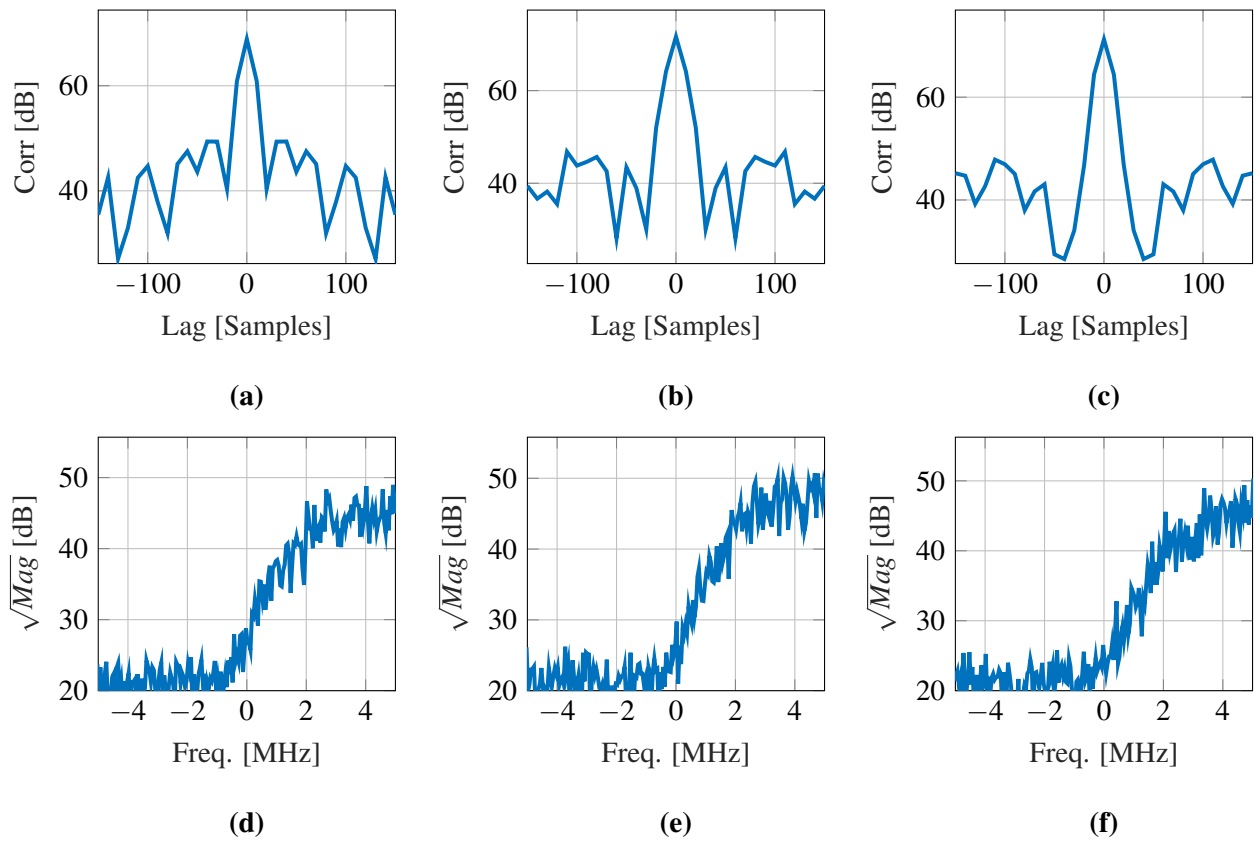 60
40
Corr [dB]
−100 0 100
Lag [Samples]
(a)
60
40
Corr [dB]
−100 0 100
Lag [Samples]
(b)
60
40
Corr [dB]
−100 0 100
Lag [Samples]
(c)
50
40
30
20
√Mag [dB]
−4 −2 0 2 4
Freq. [MHz]
(d)
50
40
30
20
√Mag [dB]
−4 −2 0 2 4
Freq. [MHz]
(e)
50
40
30
20
√Mag [dB]
−4 −2 0 2 4
Freq. [MHz]
(f)